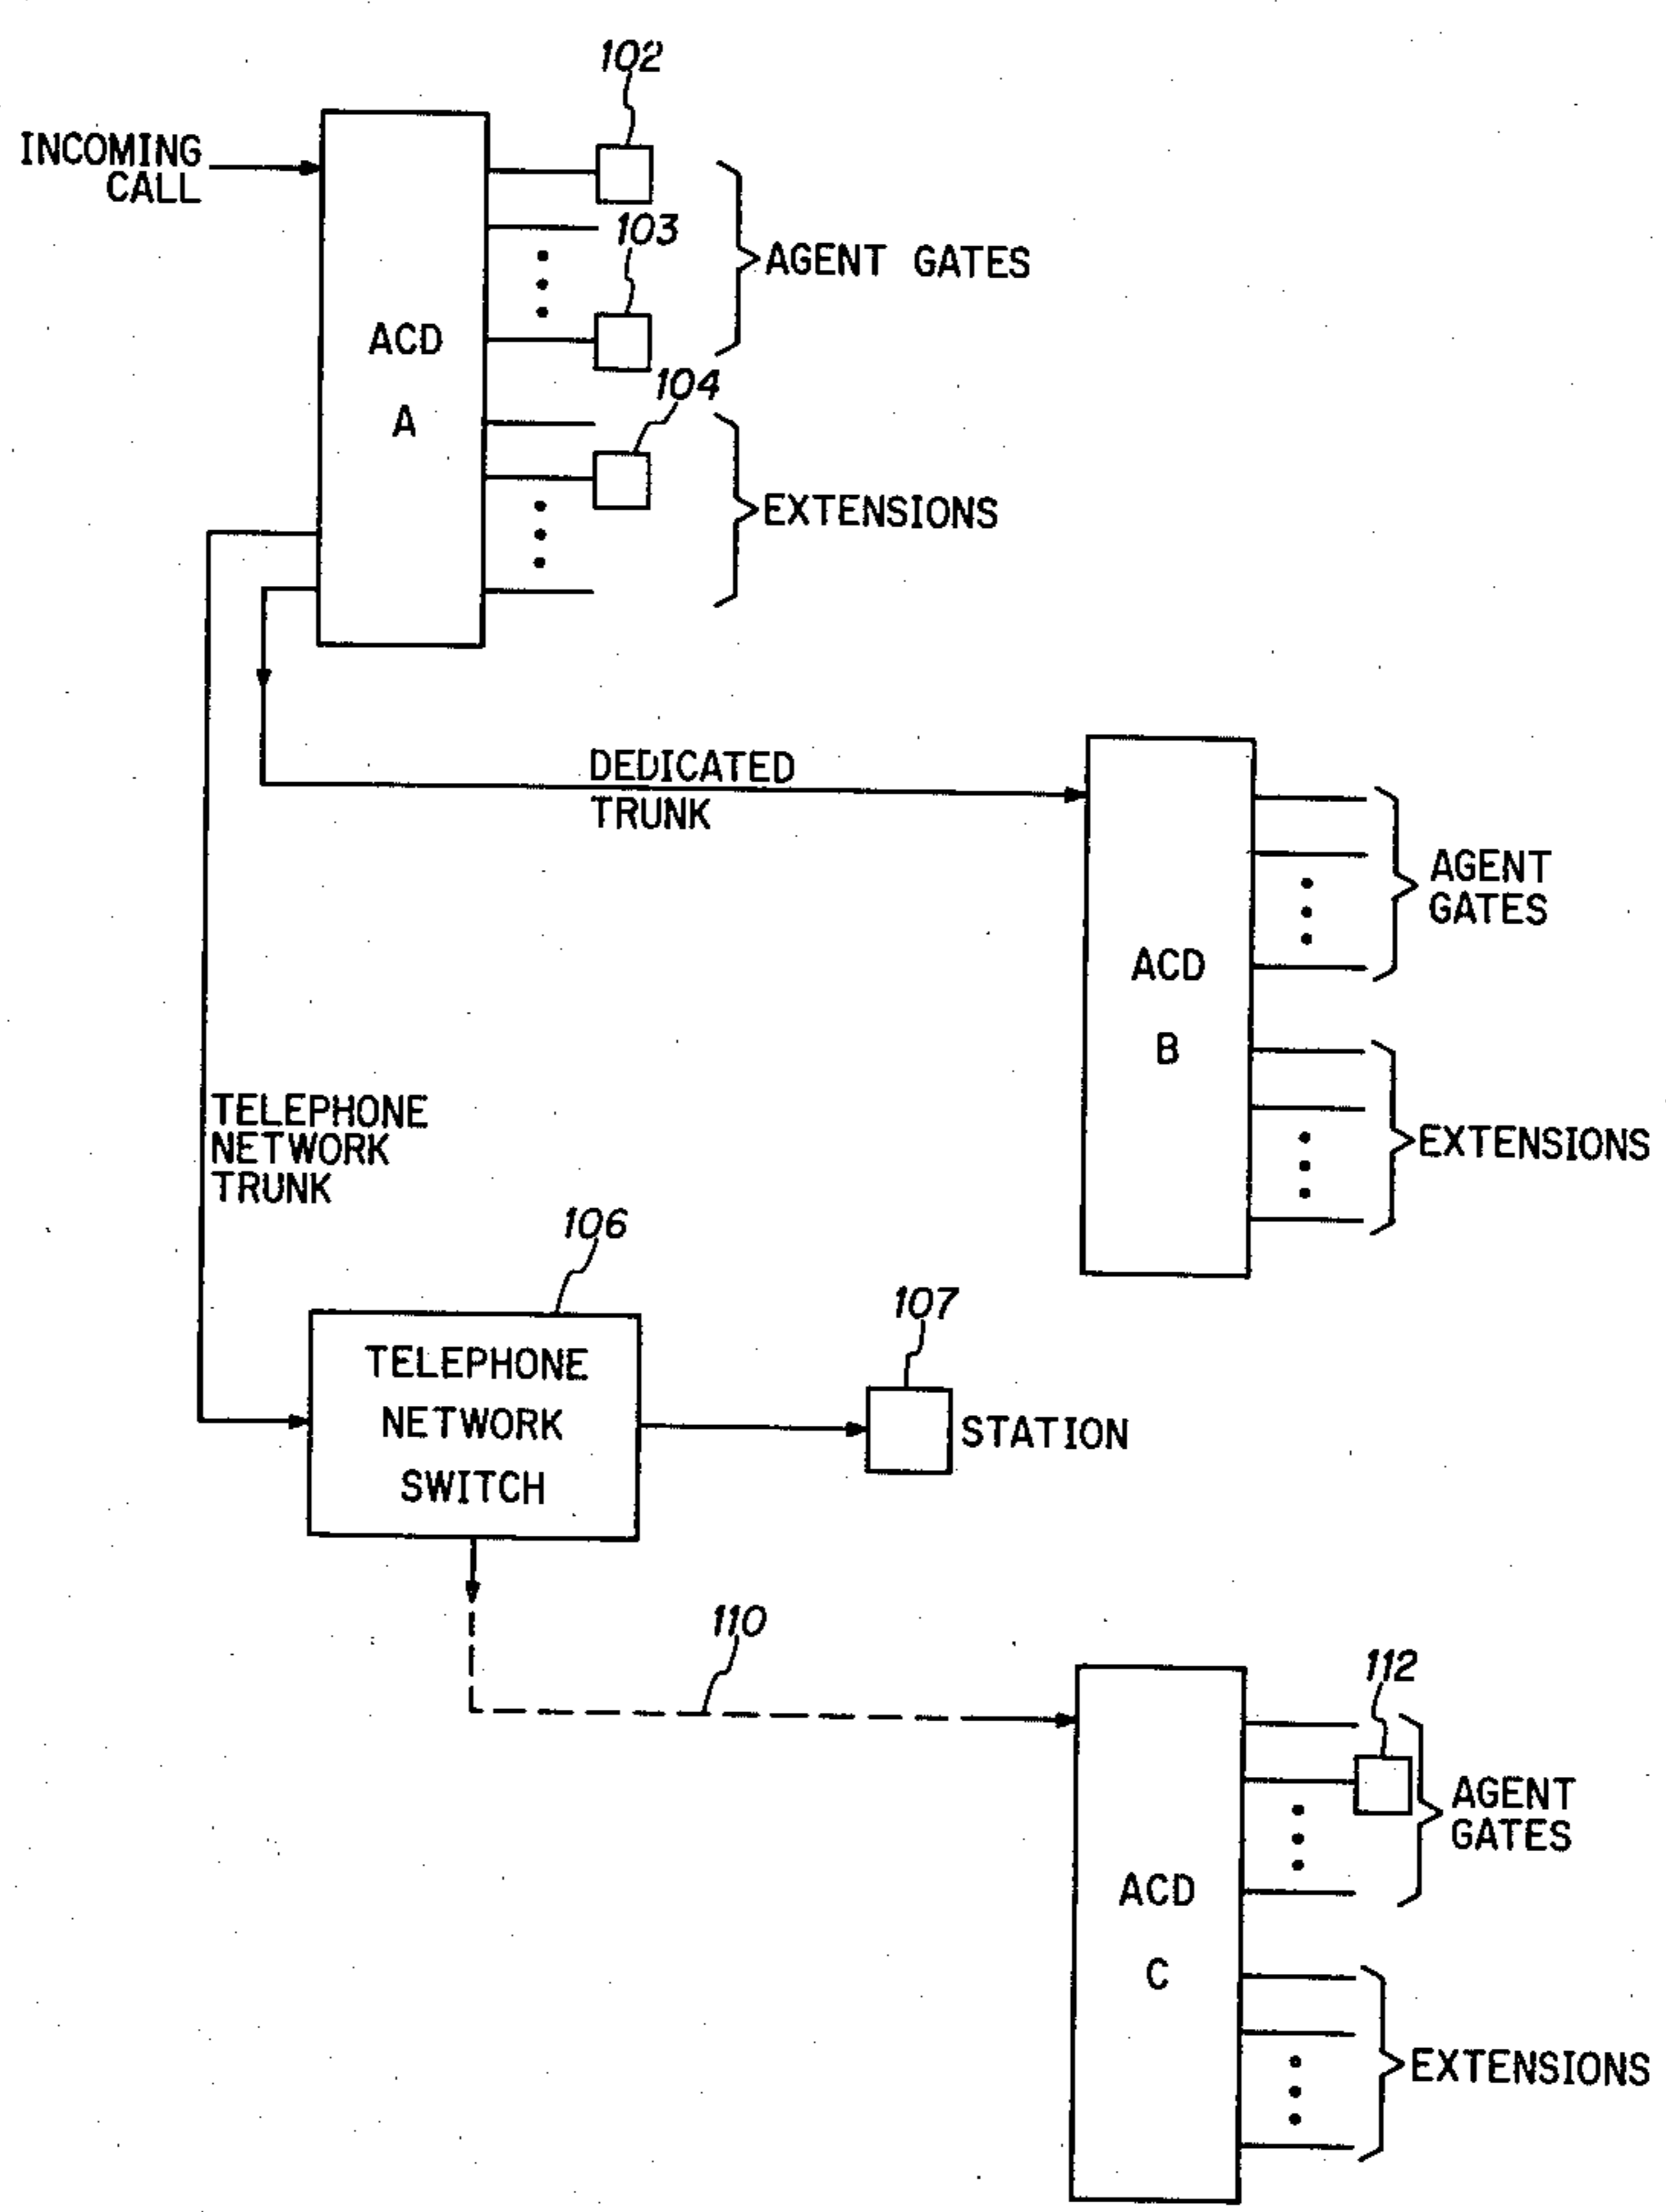 102
INCOMING
CALL
103
AGENT GATES
ACD
A
104
EXTENSIONS
DEDICATED
TRUNK
AGENT
GATES
ACD
B
EXTENSIONS
TELEPHONE
NETWORK
TRUNK
106
107
TELEPHONE
NETWORK
SWITCH
STATION
110
112
AGENT
GATES
ACD
C
EXTENSIONS